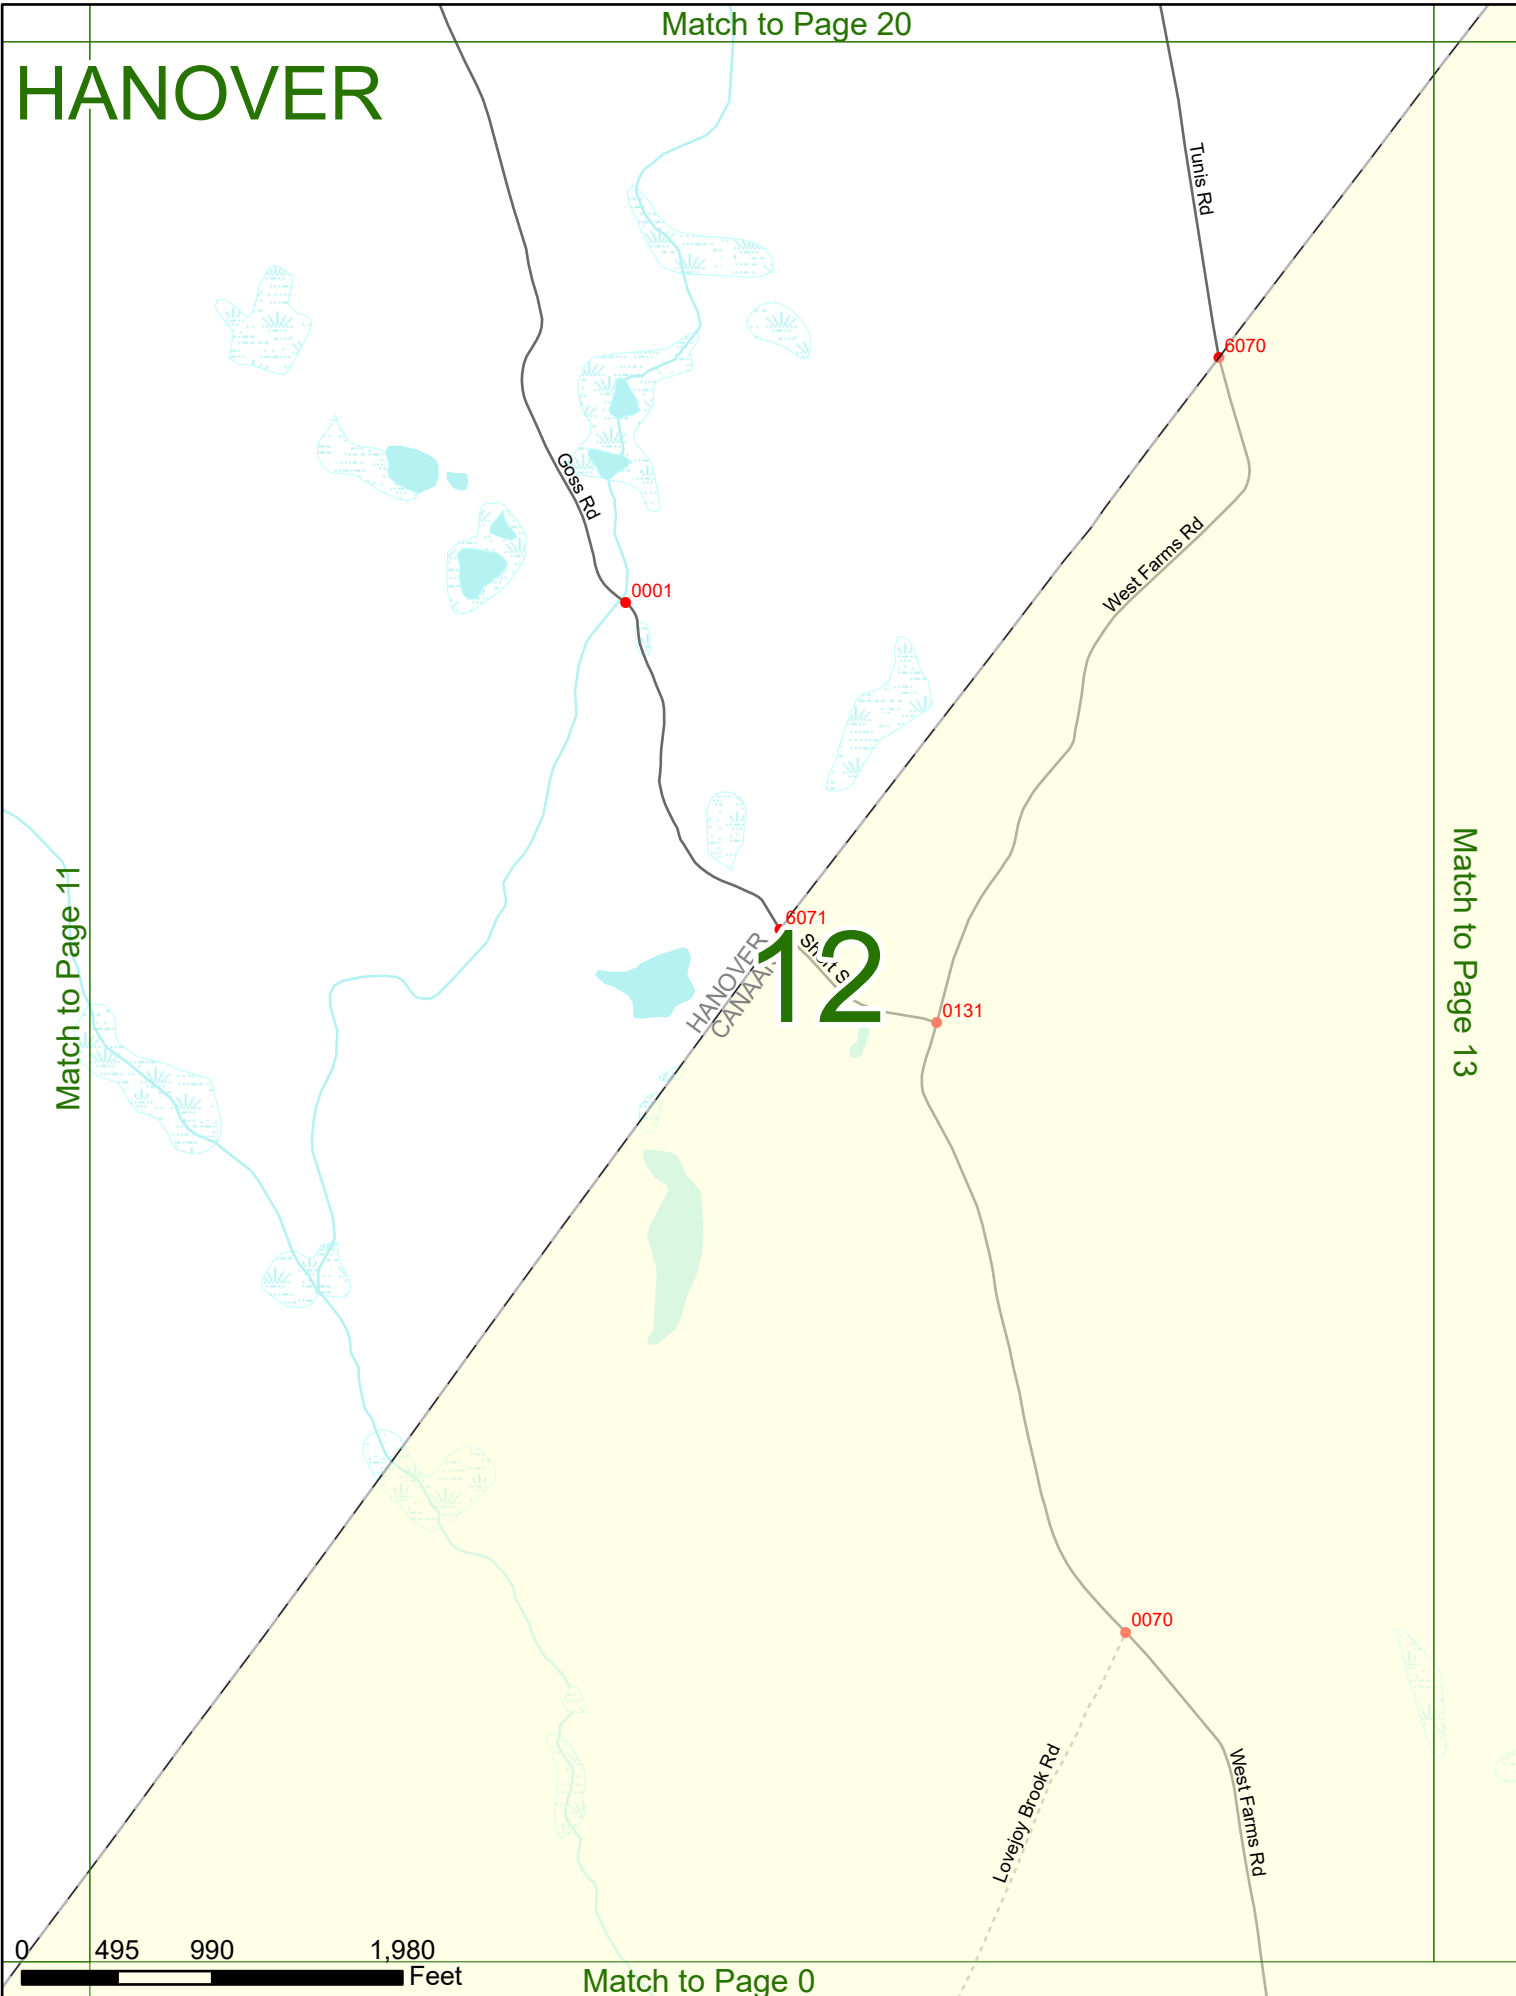 Match to Page 20
HANOVER
Tunis Rd
6070
Goss Rd
West Farms Rd
0001
Match to Page 11
Match to Page 13
6071
HANOVER
12
0131
0070
Lovejoy Brook Rd
West Farms Rd
0 495 990 1,980
Feet
Match to Page 0